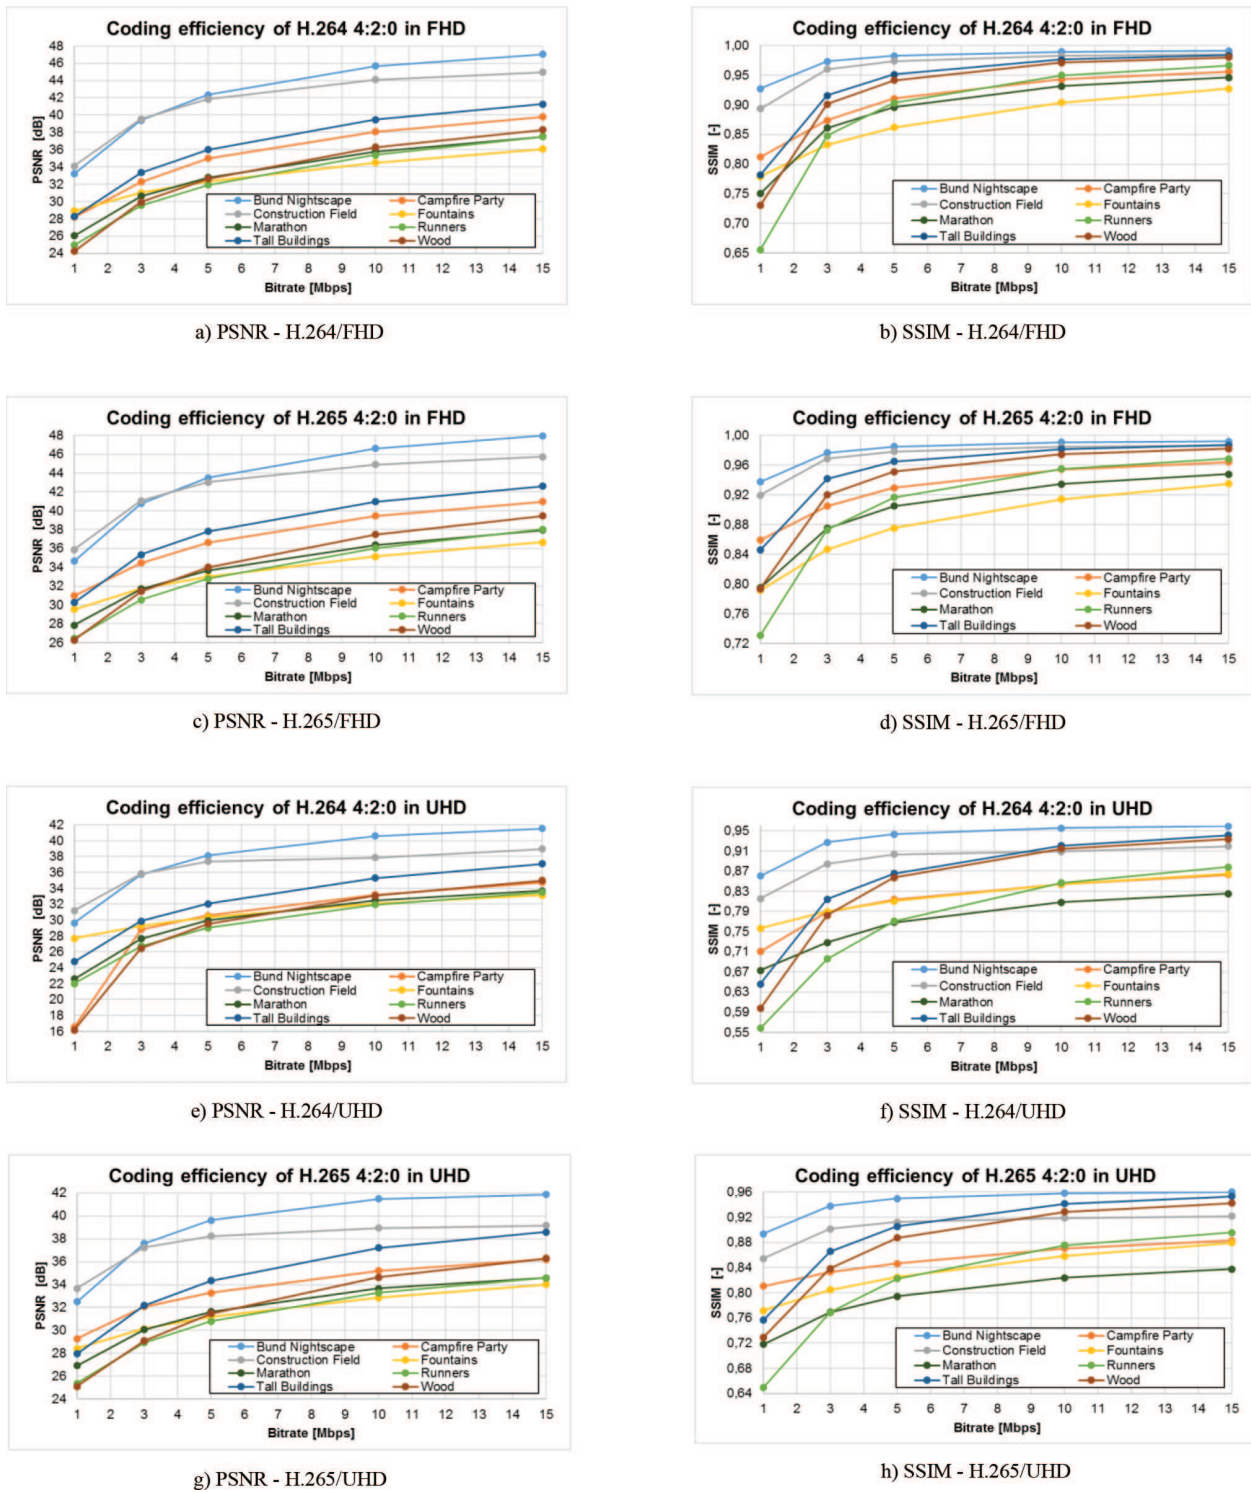 Coding efficiency of H.264 4:2:0 in FHD
48
46
44
42
40
38
36
34
32
30
28
26
24
PSNR [dB]
Bund Nightscape Campfire Party
Construction Field Fountains
Marathon Runners
Tall Buildings Wood
1 2 3 4 5 6 7 8 9 10 11 12 13 14 15
Bitrate [Mbps]
a) PSNR - H.264/FHD
Coding efficiency of H.264 4:2:0 in FHD
1,00
0,95
0,90
0,85
0,80
0,75
0,70
0,65
SSIM [-]
Bund Nightscape Campfire Party
Construction Field Fountains
Marathon Runners
Tall Buildings Wood
1 2 3 4 5 6 7 8 9 10 11 12 13 14 15
Bitrate [Mbps]
b) SSIM - H.264/FHD
Coding efficiency of H.265 4:2:0 in FHD
48
46
44
42
40
38
36
34
32
30
28
26
PSNR [dB]
Bund Nightscape Campfire Party
Construction Field Fountains
Marathon Runners
Tall Buildings Wood
1 2 3 4 5 6 7 8 9 10 11 12 13 14 15
Bitrate [Mbps]
c) PSNR - H.265/FHD
Coding efficiency of H.265 4:2:0 in FHD
1,00
0,96
0,92
0,88
0,84
0,80
0,76
0,72
SSIM [-]
Bund Nightscape Campfire Party
Construction Field Fountains
Marathon Runners
Tall Buildings Wood
1 2 3 4 5 6 7 8 9 10 11 12 13 14 15
Bitrate [Mbps]
d) SSIM - H.265/FHD
Coding efficiency of H.264 4:2:0 in UHD
42
40
38
36
34
32
30
28
26
24
22
20
18
16
PSNR [dB]
Bund Nightscape Campfire Party
Construction Field Fountains
Marathon Runners
Tall Buildings Wood
1 2 3 4 5 6 7 8 9 10 11 12 13 14 15
Bitrate [Mbps]
e) PSNR - H.264/UHD
Coding efficiency of H.264 4:2:0 in UHD
0,95
0,91
0,87
0,83
0,79
0,75
0,71
0,67
0,63
0,59
0,55
SSIM [-]
Bund Nightscape Campfire Party
Construction Field Fountains
Marathon Runners
Tall Buildings Wood
1 2 3 4 5 6 7 8 9 10 11 12 13 14 15
Bitrate [Mbps]
f) SSIM - H.264/UHD
Coding efficiency of H.265 4:2:0 in UHD
42
40
38
36
34
32
30
28
26
24
PSNR [dB]
Bund Nightscape Campfire Party
Construction Field Fountains
Marathon Runners
Tall Buildings Wood
1 2 3 4 5 6 7 8 9 10 11 12 13 14 15
Bitrate [Mbps]
g) PSNR - H.265/UHD
Coding efficiency of H.265 4:2:0 in UHD
0,96
0,92
0,88
0,84
0,80
0,76
0,72
0,68
0,64
SSIM [-]
Bund Nightscape Campfire Party
Construction Field Fountains
Marathon Runners
Tall Buildings Wood
1 2 3 4 5 6 7 8 9 10 11 12 13 14 15
Bitrate [Mbps]
h) SSIM - H.265/UHD